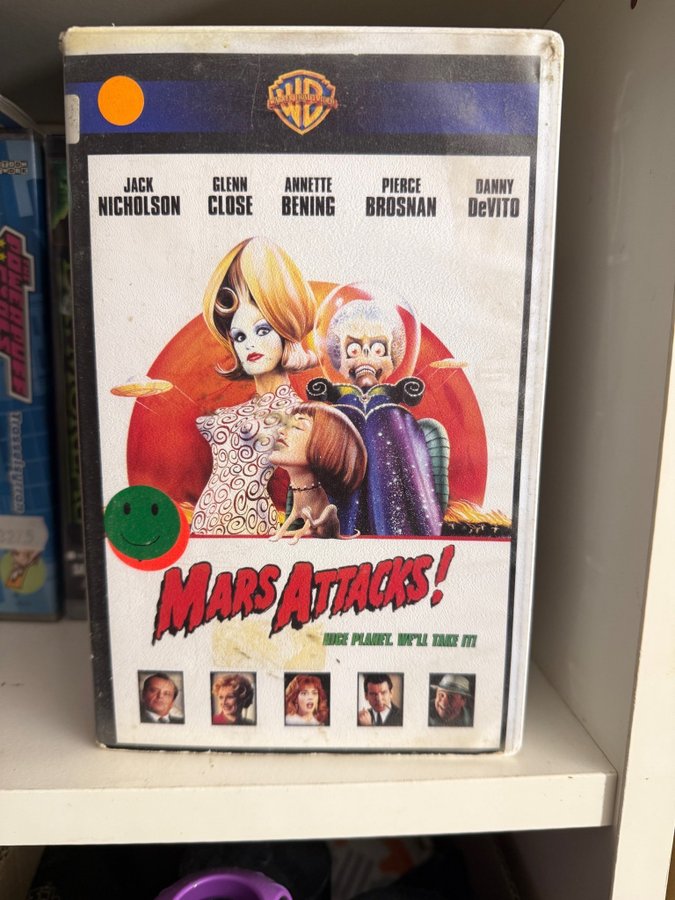 JACK
NICHOLSON
GLENN
CLOSE
ANNETTE
BENING
PIERCE
BROSNAN
DANNY
DeVITO
MARS ATTACKS!
NICE PLANET. WE'LL TAKE IT!